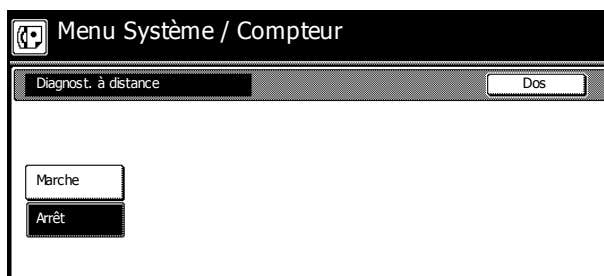 Menu Système / Compteur
Diagnost. à distance Dos
Marche
Arrêt